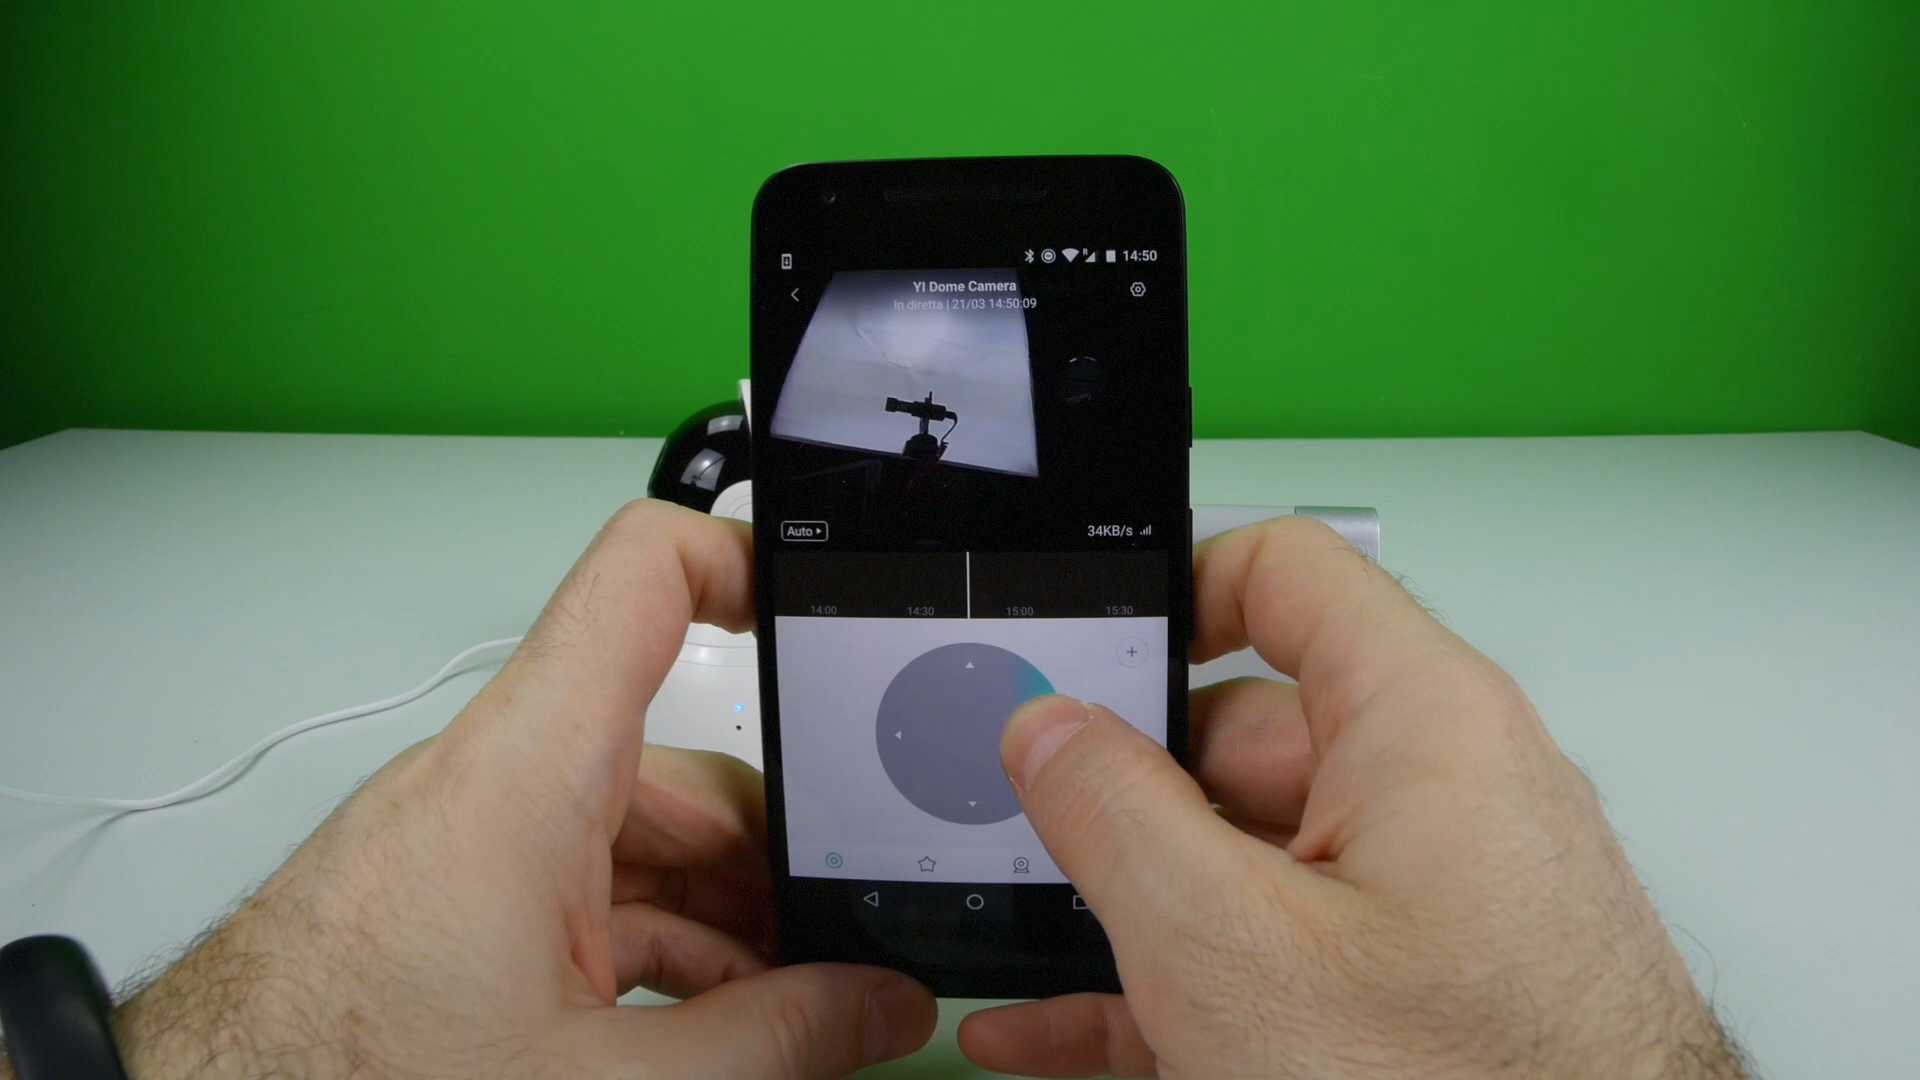 R
14:50
YI Dome Camera
In diretta | 21/03 14:50:09
Auto
34KB/s
14:00 14:30 15:00 15:30